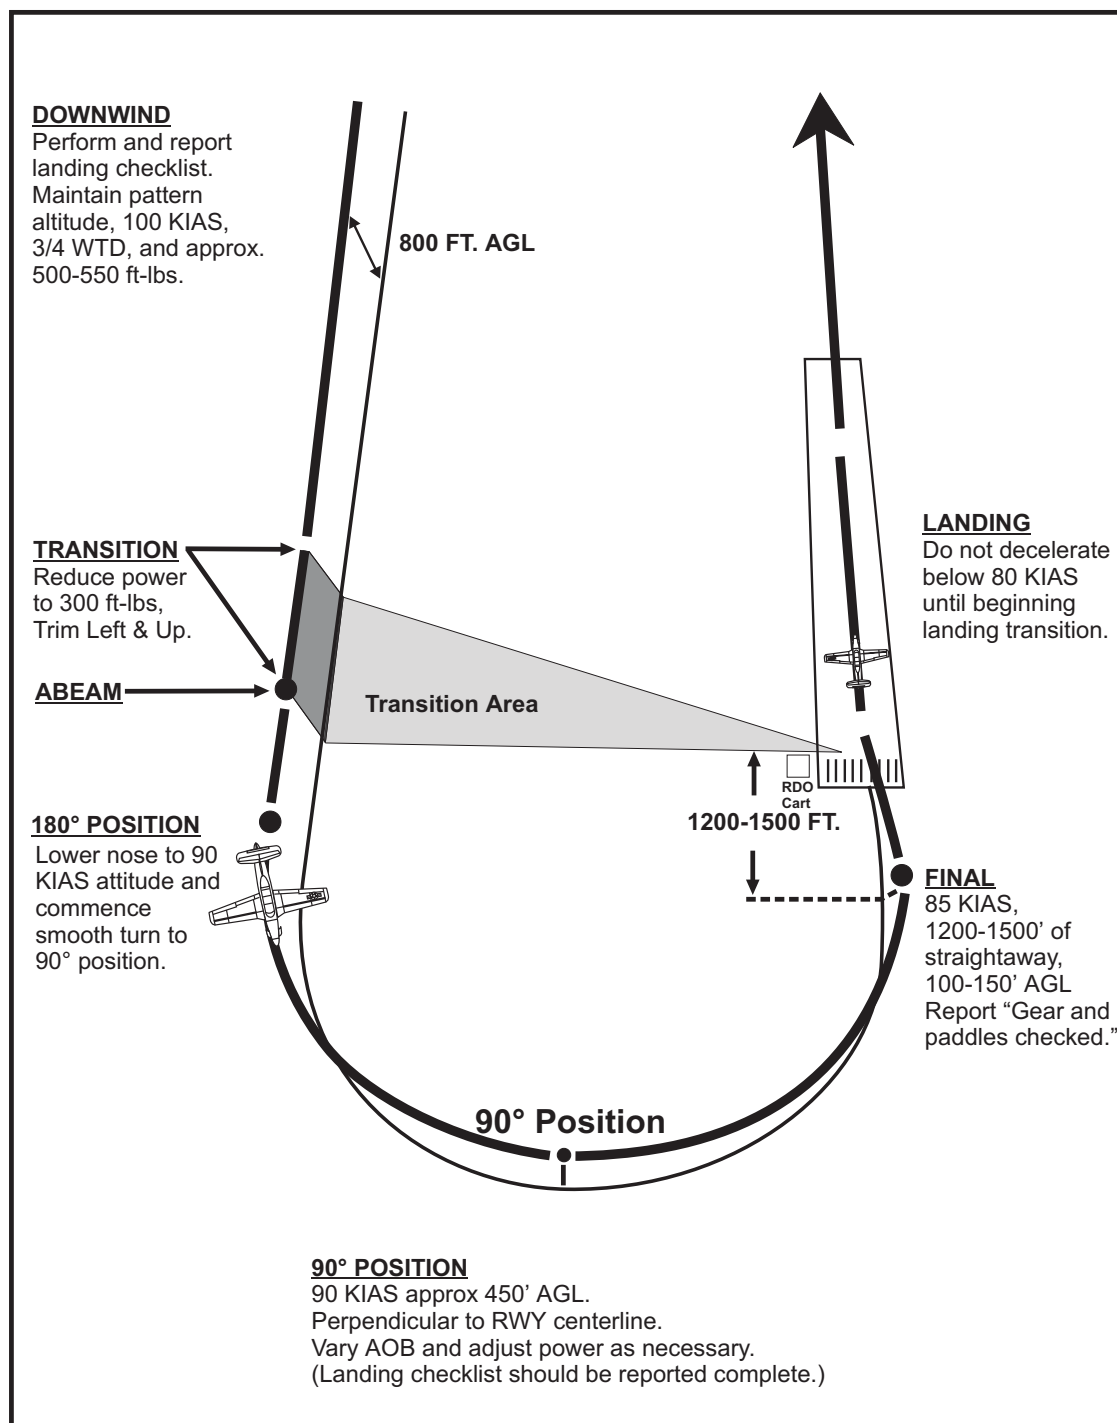 DOWNWIND
Perform and report
landing checklist.
Maintain pattern
altitude, 100 KIAS,
3/4 WTD, and approx.
500-550 ft-lbs.
800 FT. AGL
TRANSITION
Reduce power
to 300 ft-lbs,
Trim Left & Up.
ABEAM
Transition Area
LANDING
Do not decelerate
below 80 KIAS
until beginning
landing transition.
RDO
Cart
1200-1500 FT.
180° POSITION
Lower nose to 90
KIAS attitude and
commence
smooth turn to
90° position.
FINAL
85 KIAS,
1200-1500’ of
straightaway,
100-150’ AGL
Report “Gear and
paddles checked.”
90° Position
90° POSITION
90 KIAS approx 450’ AGL.
Perpendicular to RWY centerline.
Vary AOB and adjust power as necessary.
(Landing checklist should be reported complete.)